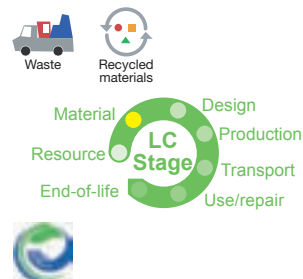 Waste
Recycled
materials
Material
Design
Production
Resource
LC
Stage
Transport
End-of-life
Use/repair